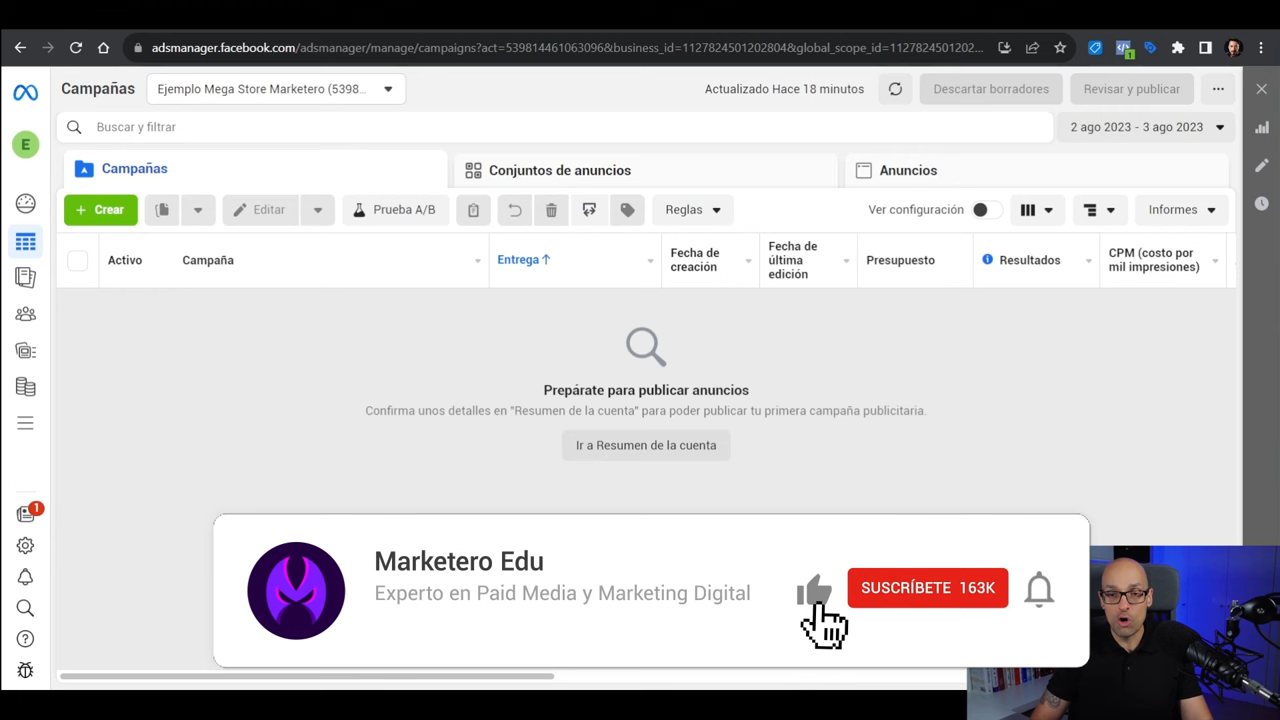 adsmanager.facebook.com/adsmanager/manage/campaigns?act=539814461063096&business_id=1127824501202804&global_scope_id=1127824501202...
1
Campañas
Ejemplo Mega Store Marketero (5398...
Actualizado Hace 18 minutos
Descartar borradores
Revisar y publicar
E
Buscar y filtrar
2 ago 2023 - 3 ago 2023
Campañas
Conjuntos de anuncios
Anuncios
+ Crear
Editar
Prueba A/B
Reglas
Ver configuración
Informes
Activo
Campaña
Entrega ↑
Fecha de creación
Fecha de última edición
Presupuesto
Resultados
CPM (costo por mil impresiones)
Prepárate para publicar anuncios
Confirma unos detalles en "Resumen de la cuenta" para poder publicar tu primera campaña publicitaria.
Ir a Resumen de la cuenta
1
Marketero Edu
Experto en Paid Media y Marketing Digital
SUSCRÍBETE 163K